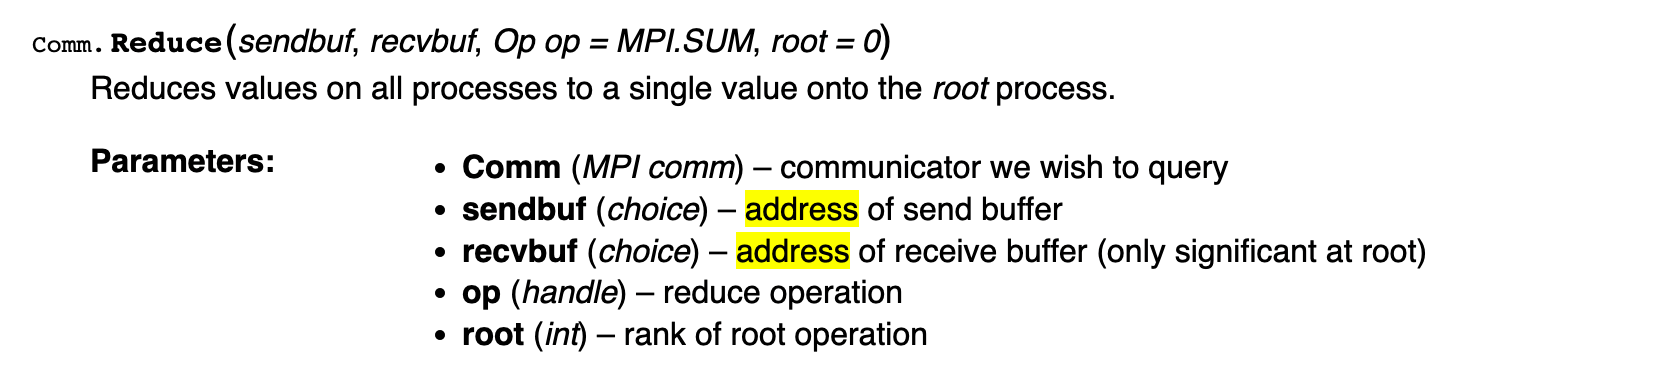 Comm.Reduce(sendbuf, recvbuf, Op op = MPI.SUM, root = 0)
Reduces values on all processes to a single value onto the root process.
Parameters:
• Comm (MPI comm) – communicator we wish to query
• sendbuf (choice) – address of send buffer
• recvbuf (choice) – address of receive buffer (only significant at root)
• op (handle) – reduce operation
• root (int) – rank of root operation